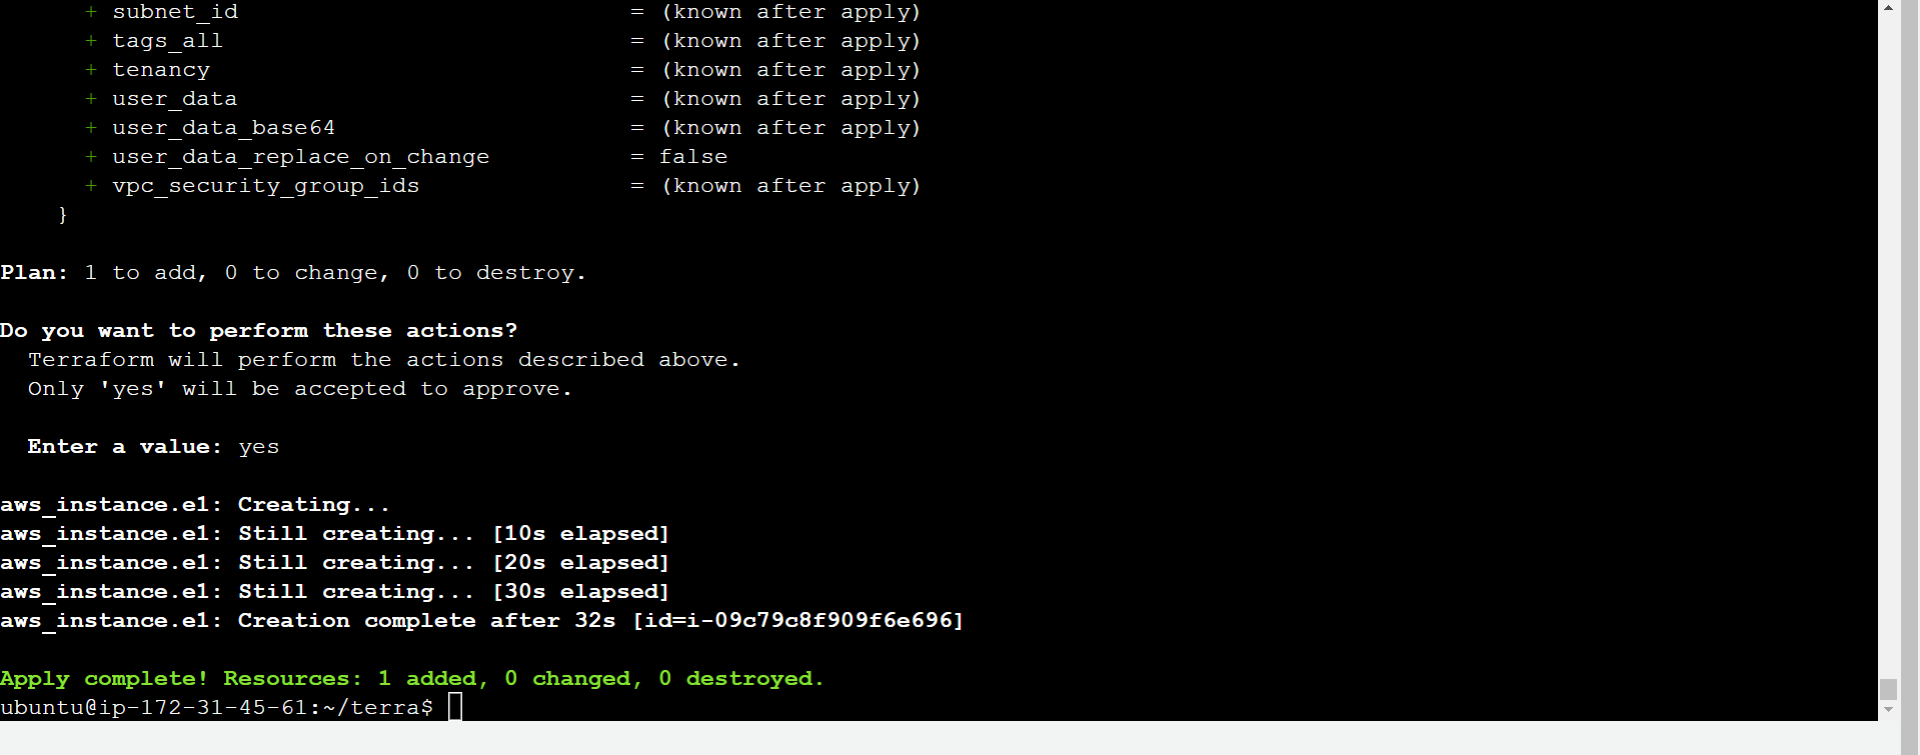 + subnet_id = (known after apply)
+ tags_all = (known after apply)
+ tenancy = (known after apply)
+ user_data = (known after apply)
+ user_data_base64 = (known after apply)
+ user_data_replace_on_change = false
+ vpc_security_group_ids = (known after apply)
}
Plan: 1 to add, 0 to change, 0 to destroy.
Do you want to perform these actions?
Terraform will perform the actions described above.
Only 'yes' will be accepted to approve.
Enter a value: yes
aws_instance.e1: Creating...
aws_instance.e1: Still creating... [10s elapsed]
aws_instance.e1: Still creating... [20s elapsed]
aws_instance.e1: Still creating... [30s elapsed]
aws_instance.e1: Creation complete after 32s [id=i-09c79c8f909f6e696]
Apply complete! Resources: 1 added, 0 changed, 0 destroyed.
ubuntu@ip-172-31-45-61:~/terra$